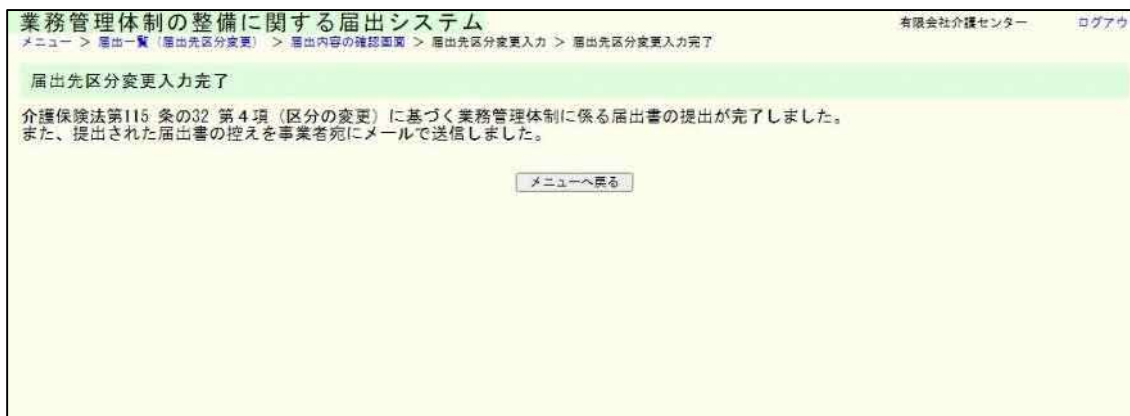 業務管理体制の整備に関する届出システム
有限会社介護センター ログアウ
メニュー > 届出一覧（届出先区分変更） > 届出内容の確認画面 > 届出先区分変更入力 > 届出先区分変更入力完了
届出先区分変更入力完了
介護保険法第115 条の32 第４項（区分の変更）に基づく業務管理体制に係る届出書の提出が完了しました。
また、提出された届出書の控えを事業者宛にメールで送信しました。
メニューへ戻る